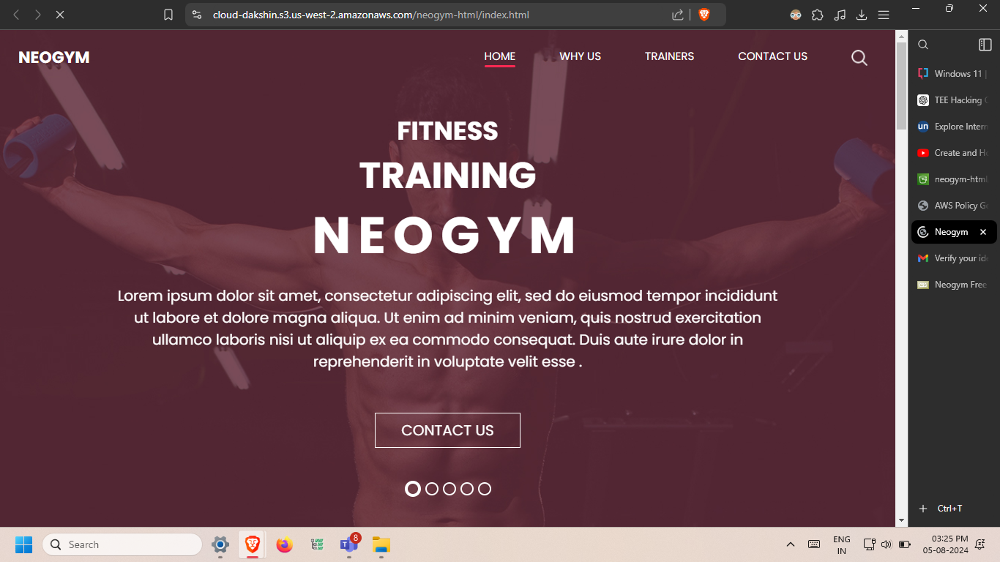 cloud-dakshin.s3.us-west-2.amazonaws.com/neogym-html/index.html
NEOGYM
HOME
WHY US
TRAINERS
CONTACT US
FITNESS
TRAINING
NEOGYM
Lorem ipsum dolor sit amet, consectetur adipiscing elit, sed do eiusmod tempor incididunt
ut labore et dolore magna aliqua. Ut enim ad minim veniam, quis nostrud exercitation
ullamco laboris nisi ut aliquip ex ea commodo consequat. Duis aute irure dolor in
reprehenderit in voluptate velit esse .
CONTACT US
Windows 11 |
TEE Hacking
un
Explore Intern
Create and Ho
neogym-html
AWS Policy Ge
Neogym
Verify your ide
Neogym Free
Ctrl+T
Search
8
ENG
IN
03:25 PM
05-08-2024